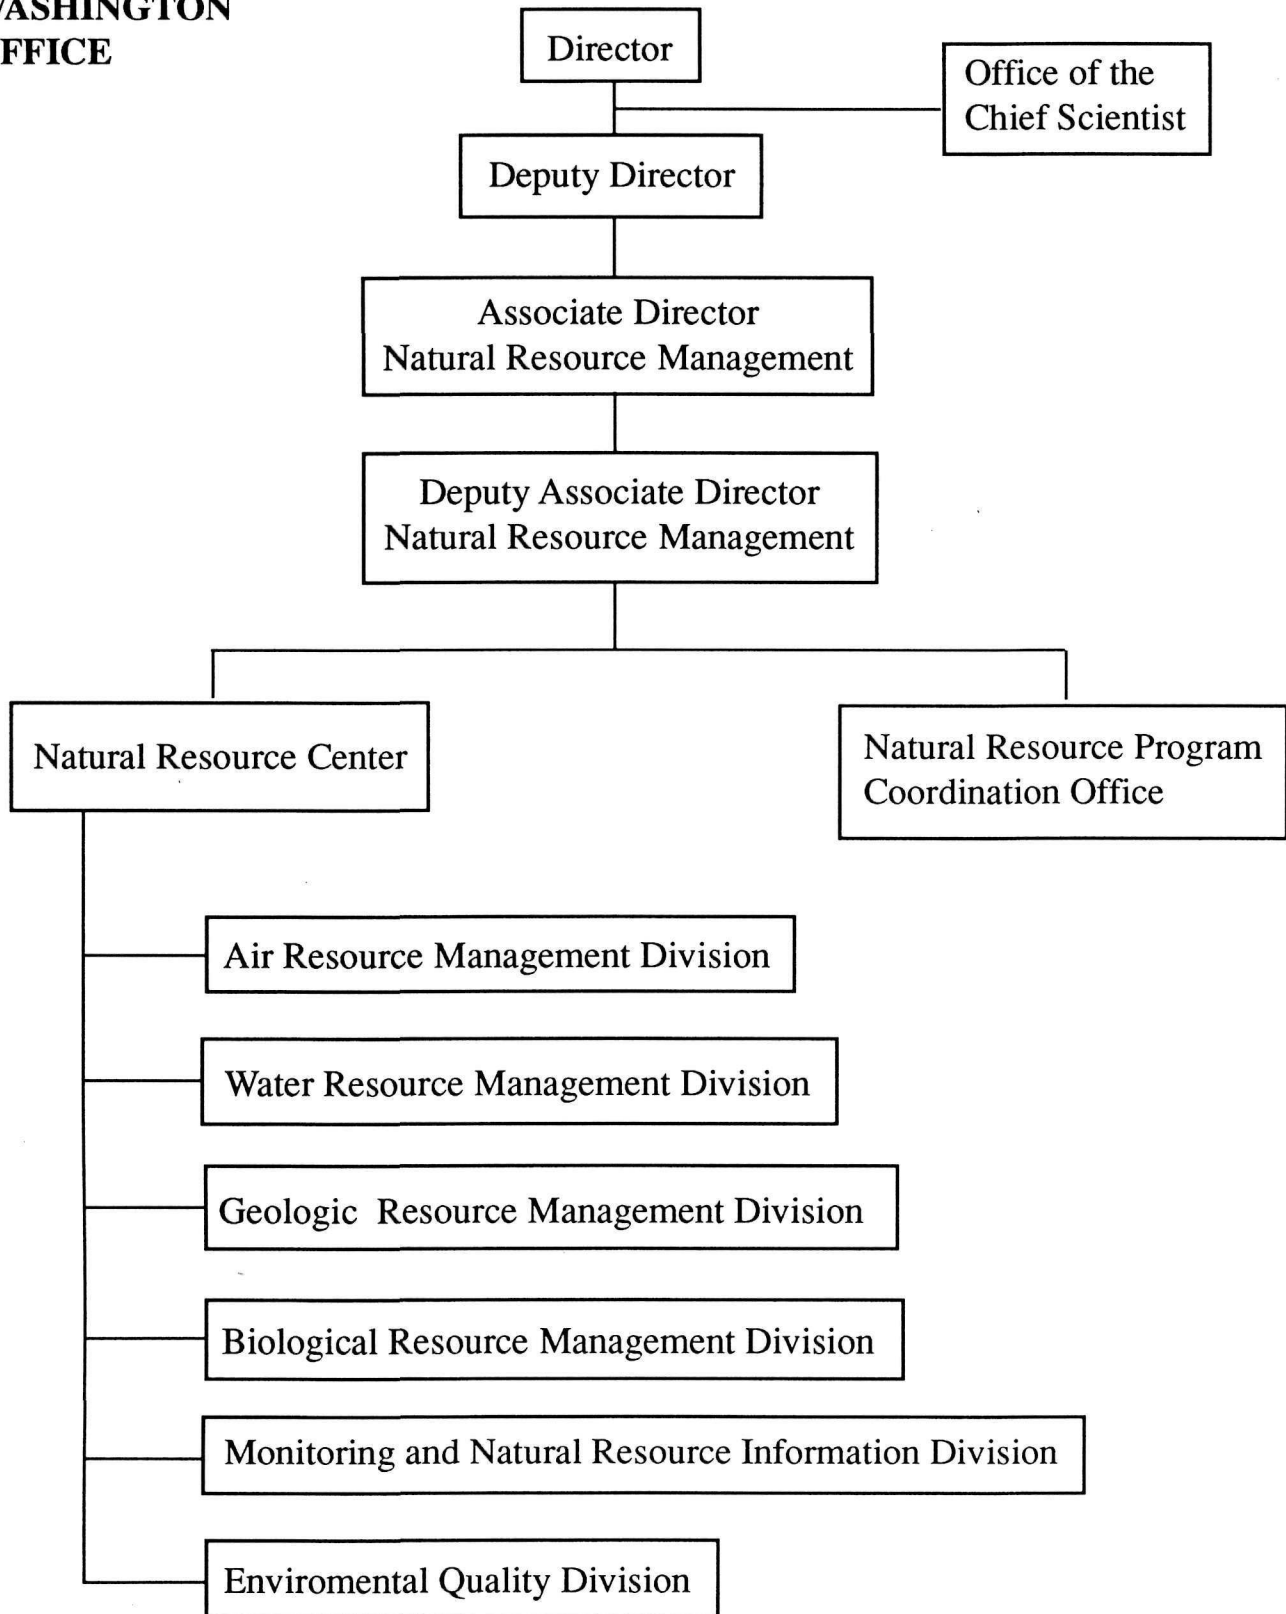 WASHINGTON
FFICE
Director
Office of the
Chief Scientist
Deputy Director
Associate Director
Natural Resource Management
Deputy Associate Director
Natural Resource Management
Natural Resource Center
Natural Resource Program
Coordination Office
Air Resource Management Division
Water Resource Management Division
Geologic  Resource Management Division
Biological Resource Management Division
Monitoring and Natural Resource Information Division
Enviromental Quality Division